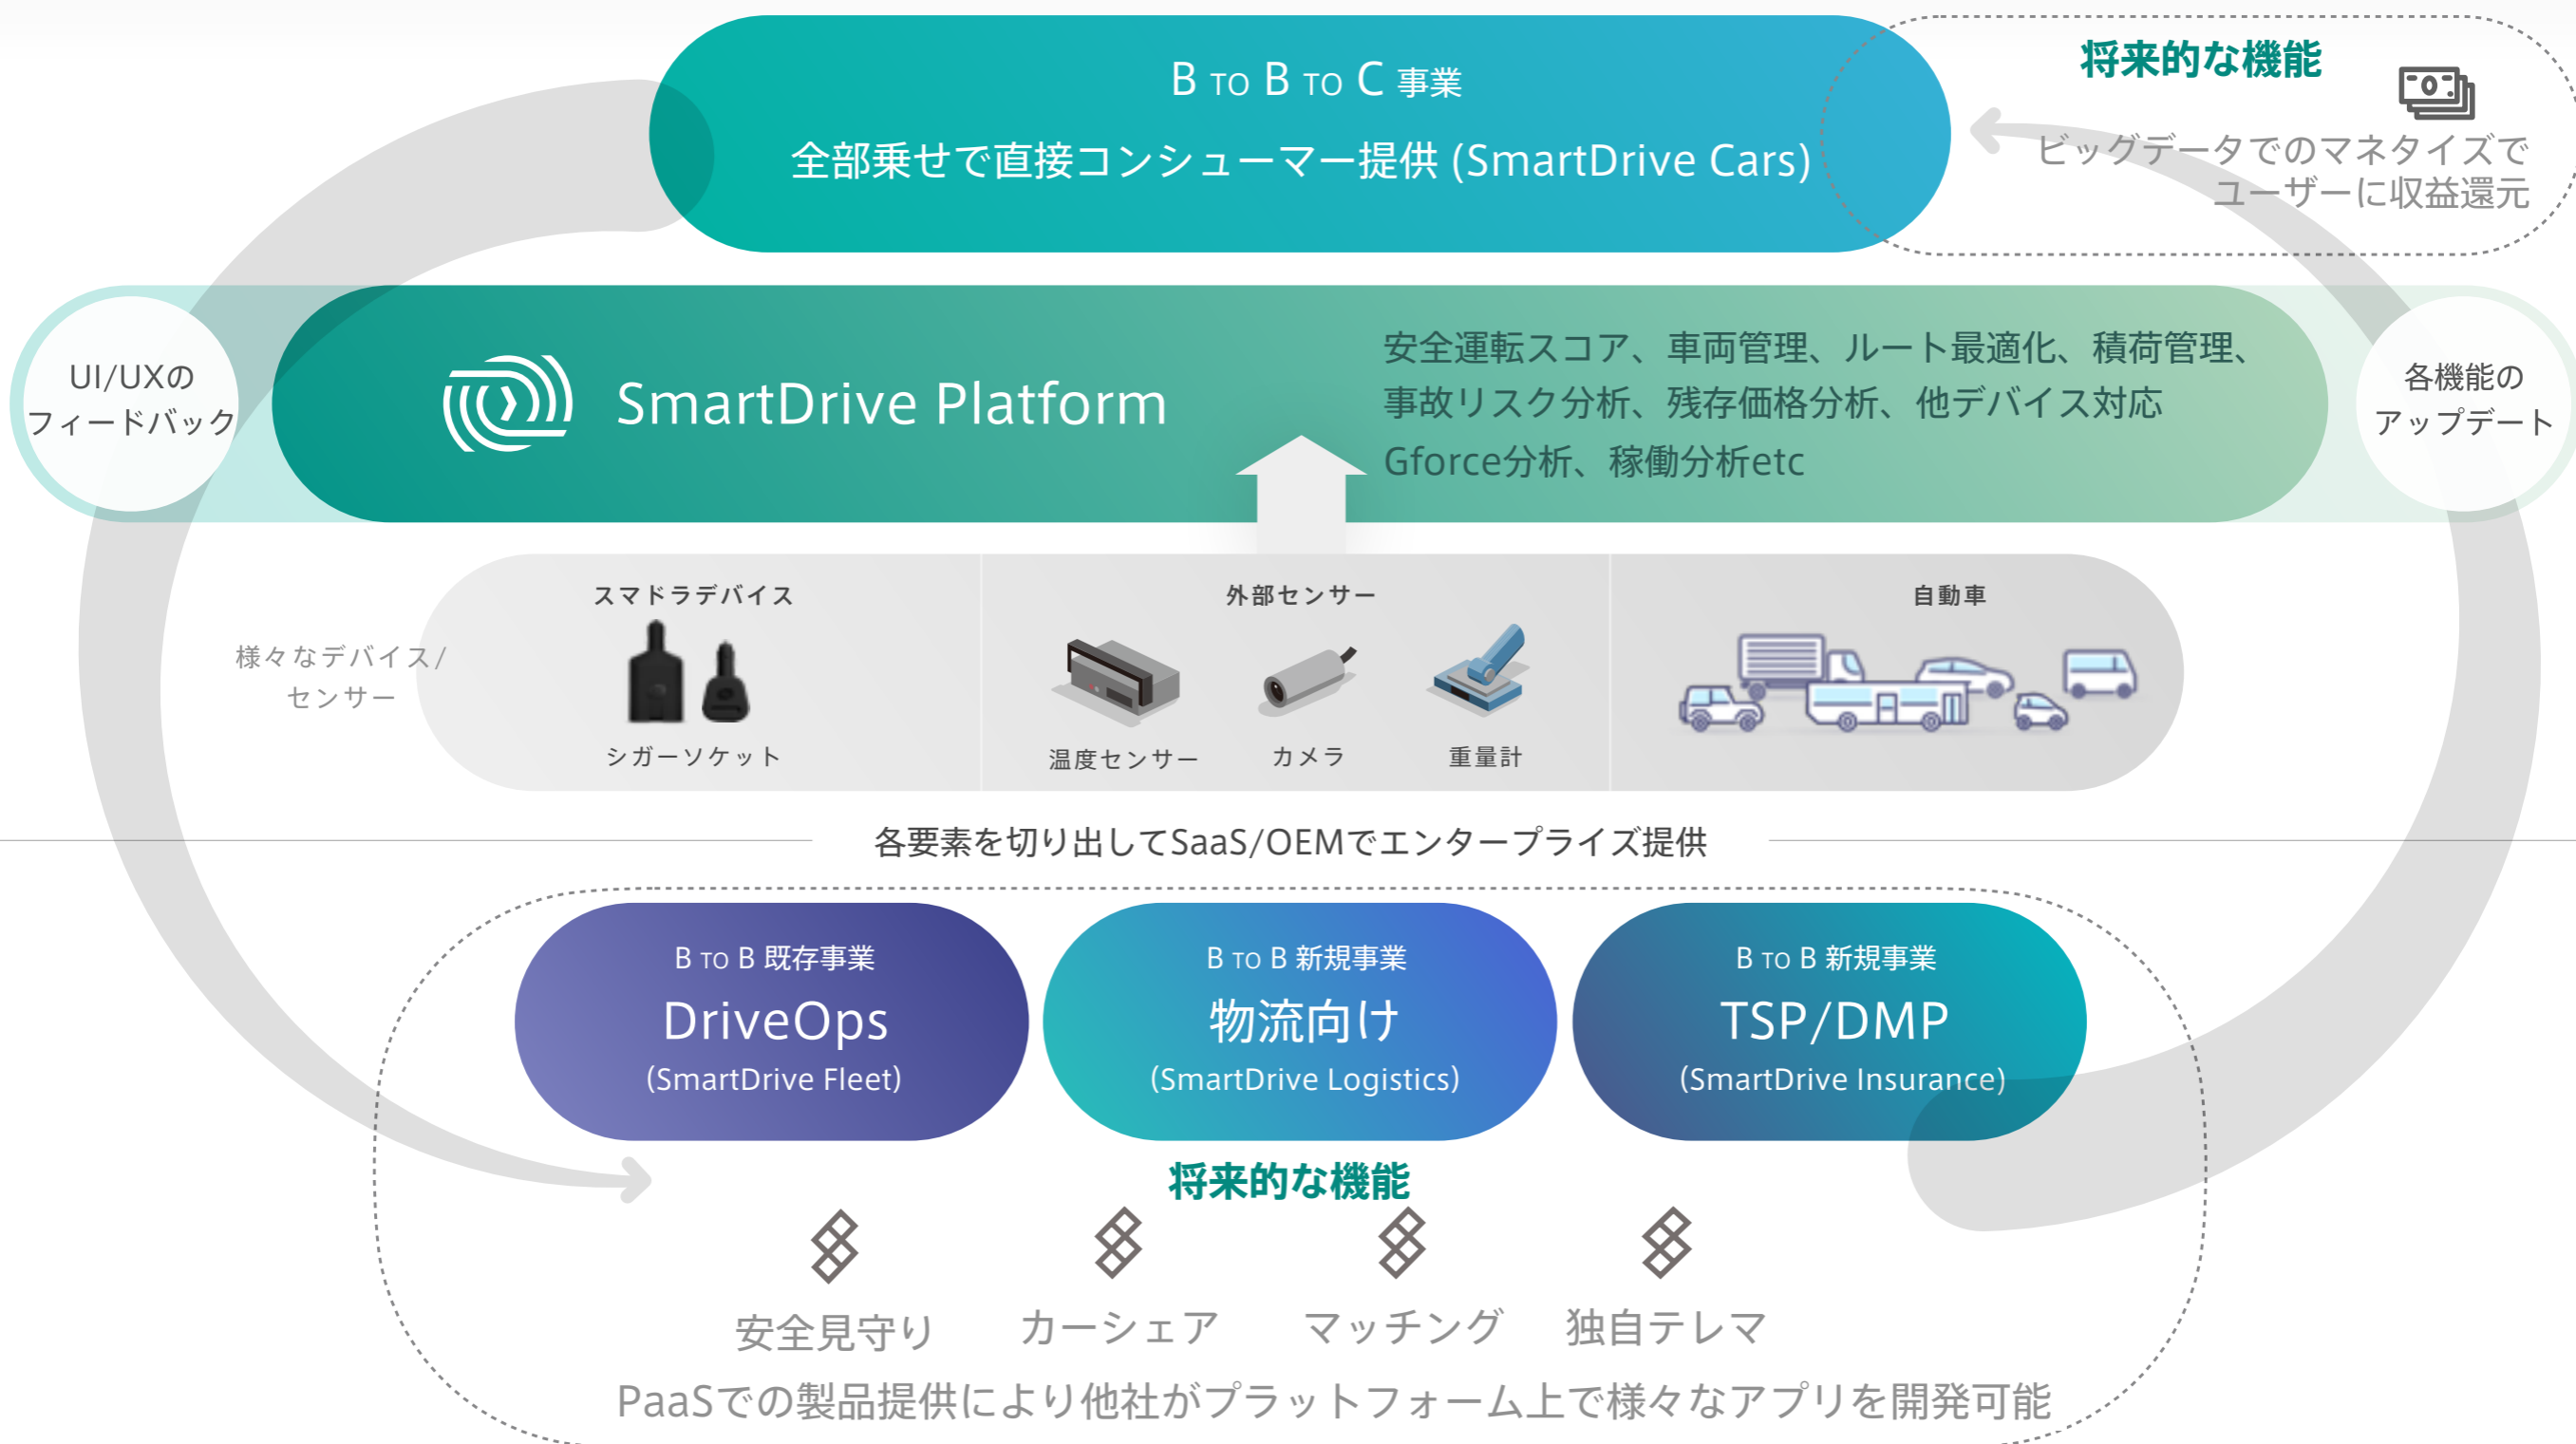 B TO B TO C 事業
全部乗せで直接コンシューマー提供 (SmartDrive Cars)
将来的な機能
ビッグデータでのマネタイズで
ユーザーに収益還元
UI/UXの
フィードバック
SmartDrive Platform
安全運転スコア、車両管理、ルート最適化、積荷管理、
事故リスク分析、残存価格分析、他デバイス対応
Gforce分析、稼働分析etc
各機能の
アップデート
様々なデバイス/
センサー
スマドラデバイス
シガーソケット
外部センサー
温度センサー
カメラ
重量計
自動車
各要素を切り出してSaaS/OEMでエンタープライズ提供
B TO B 既存事業
DriveOps
(SmartDrive Fleet)
B TO B 新規事業
物流向け
(SmartDrive Logistics)
B TO B 新規事業
TSP/DMP
(SmartDrive Insurance)
将来的な機能
安全見守り
カーシェア
マッチング
独自テレマ
PaaSでの製品提供により他社がプラットフォーム上で様々なアプリを開発可能